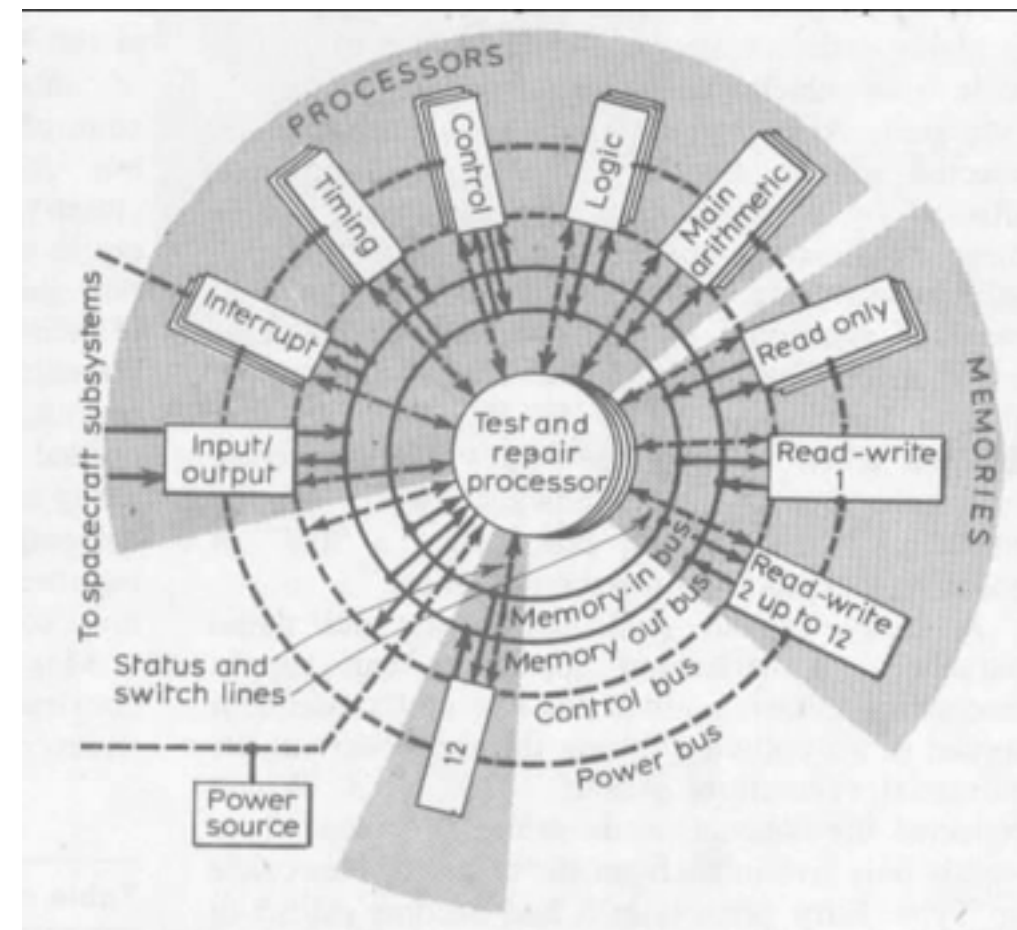 PROCESSORS
Control
Logic
Timing
Main
arithmetic
Interrupt
Read only
MEMORIES
To spacecraft subsystems
Input/
output
Test and
repair
processor
Read-write
1
Read-write
2 up to 12
Memory-in bus
Memory out bus
Control bus
Power bus
Status and
switch lines
12
Power
source
Table